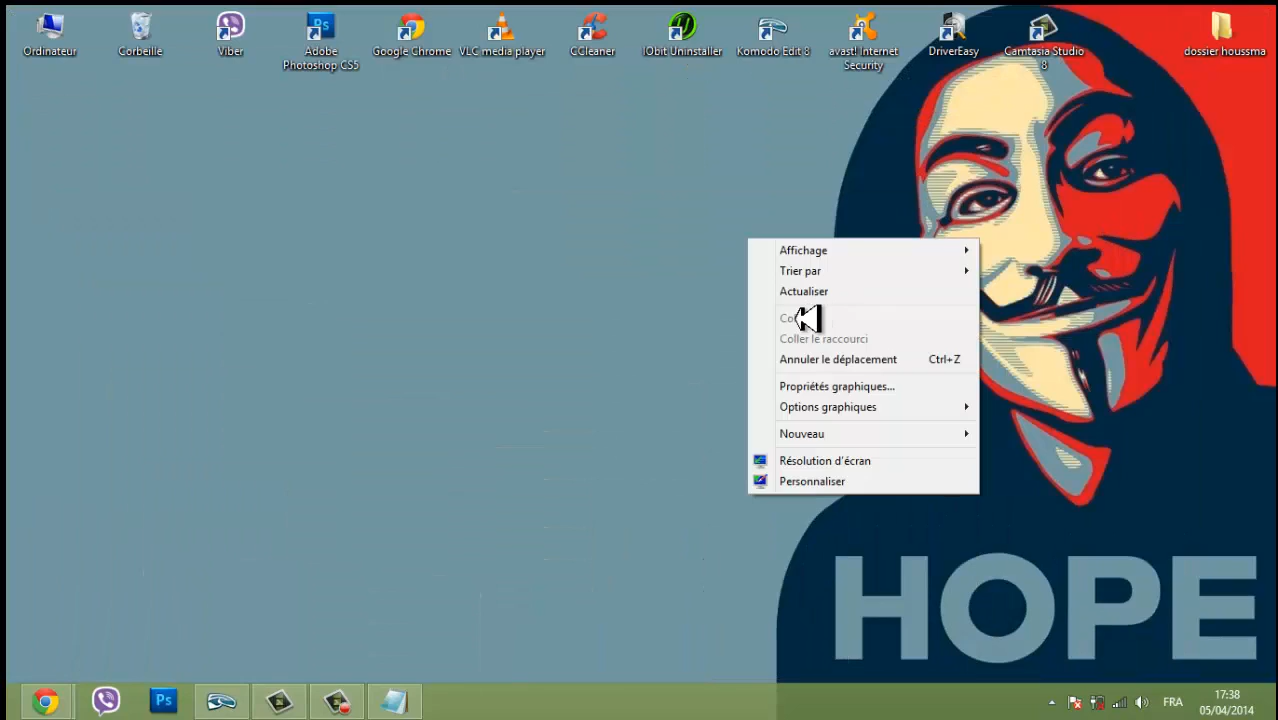 Ordinateur
Corbeille
Viber
Adobe
Photoshop CS5
Google Chrome
VLC media player
CCleaner
IObit Uninstaller
Komodo Edit 8
avast! Internet
Security
DriverEasy
Camtasia Studio
8
dossier houssma
Affichage
Trier par
Actualiser
Coller le raccourci
Annuler le déplacement Ctrl+Z
Propriétés graphiques...
Options graphiques
Nouveau
Résolution d'écran
Personnaliser
HOPE
Ps
FRA
17:38
05/04/2014